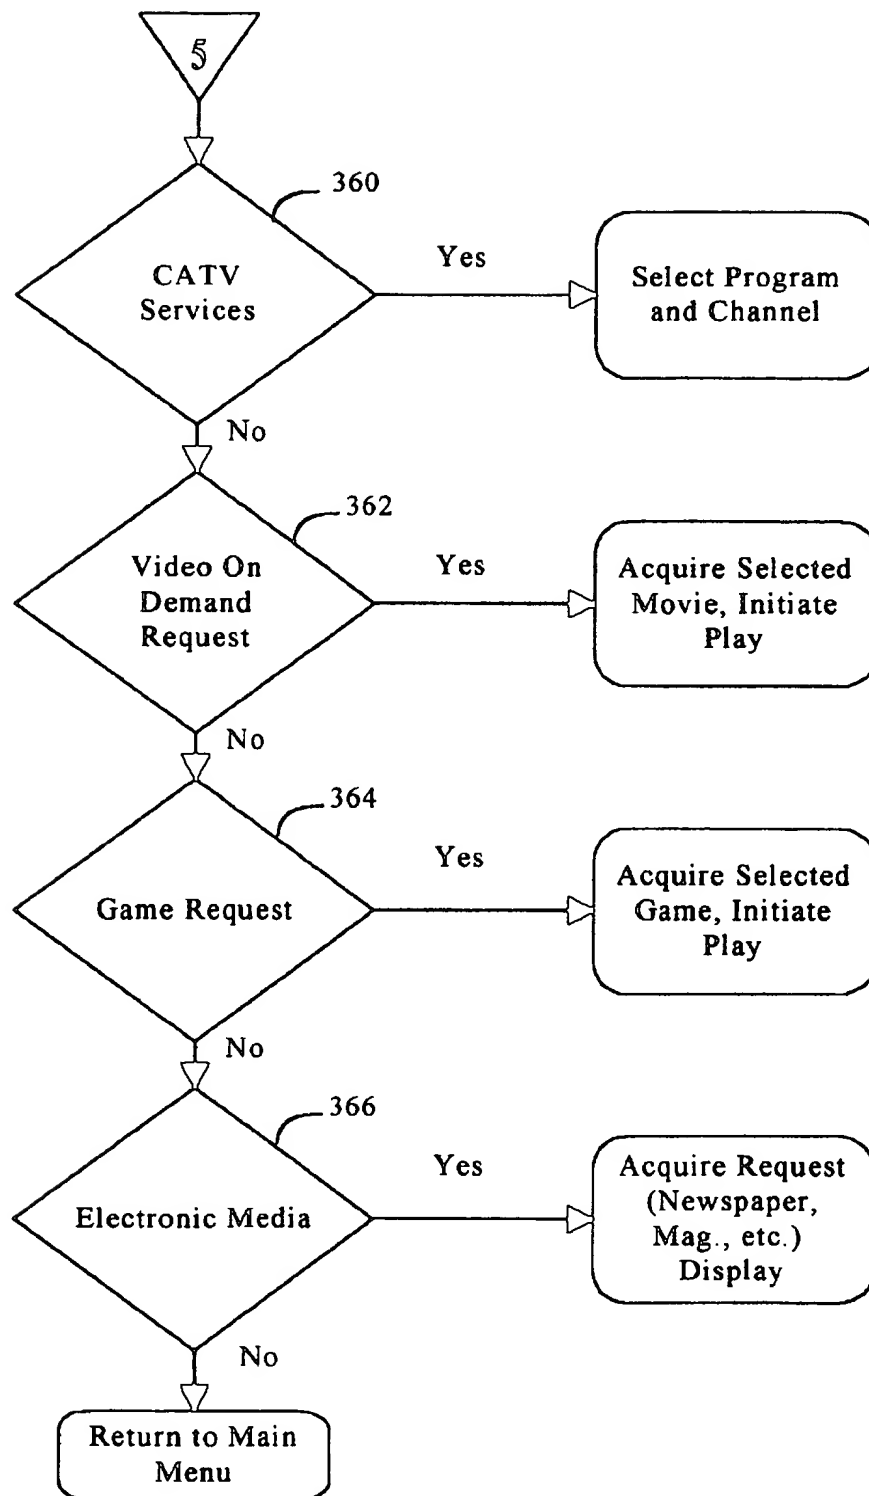 5
360
CATV
Services
Yes
Select Program
and Channel
No
362
Video On
Demand
Request
Yes
Acquire Selected
Movie, Initiate
Play
No
364
Game Request
Yes
Acquire Selected
Game, Initiate
Play
No
366
Electronic Media
Yes
Acquire Request
(Newspaper,
Mag., etc.)
Display
No
Return to Main
Menu